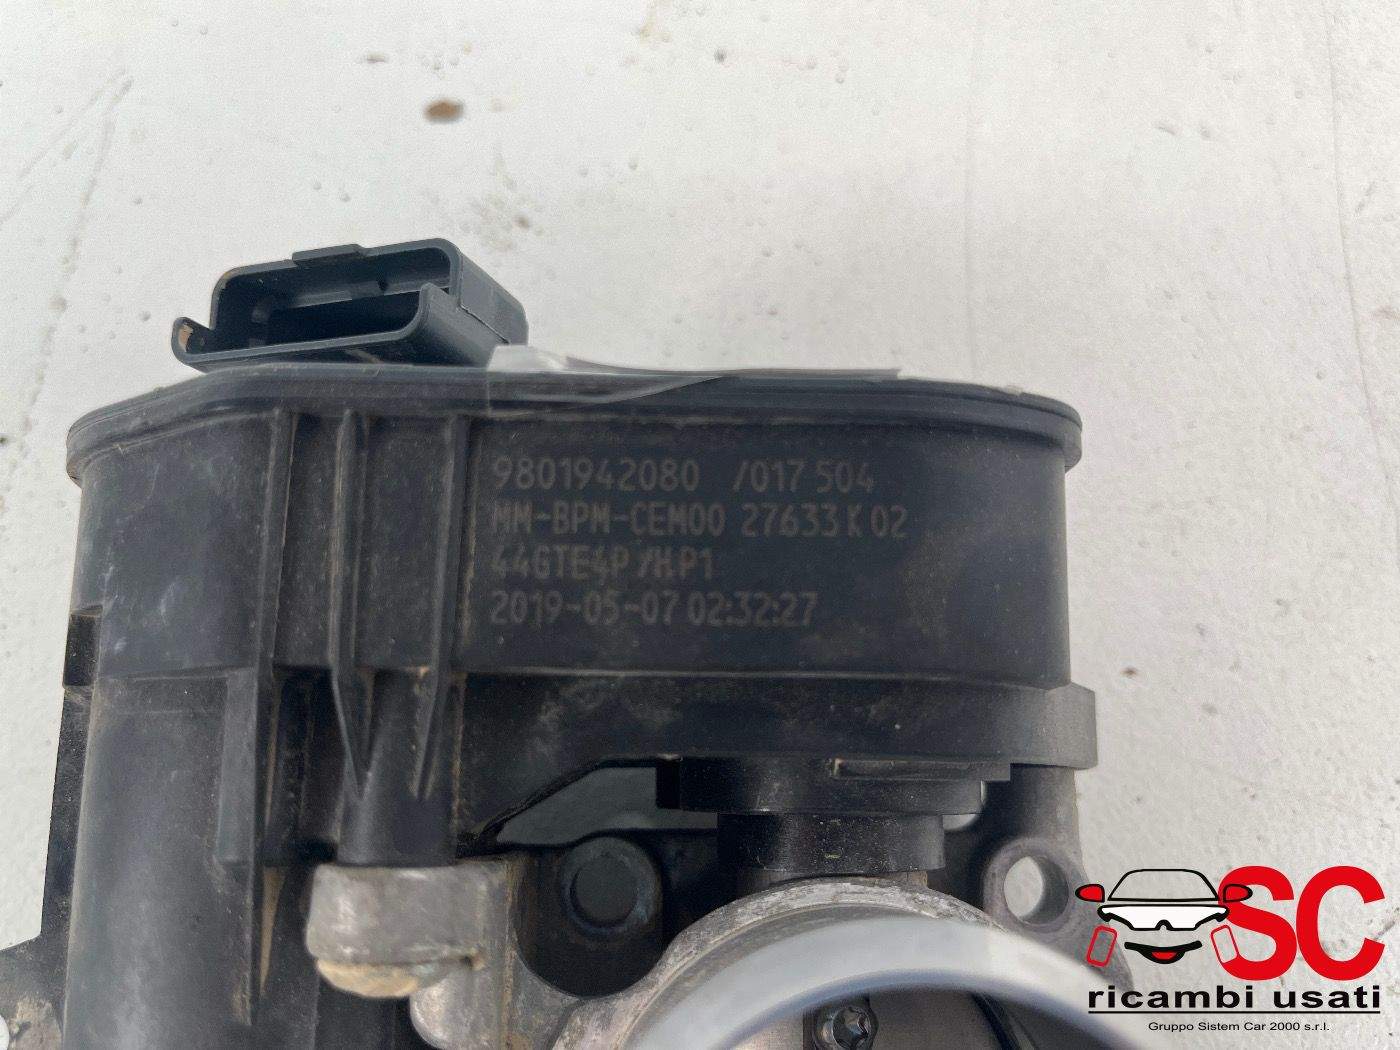 9801942080 /017 504
MM-BPM-CEM00 27633 K 02
44GTE4P /H.P1
2019-05-07 02:32:27
SC
ricambi usati
Gruppo Sistem Car 2000 s.r.l.